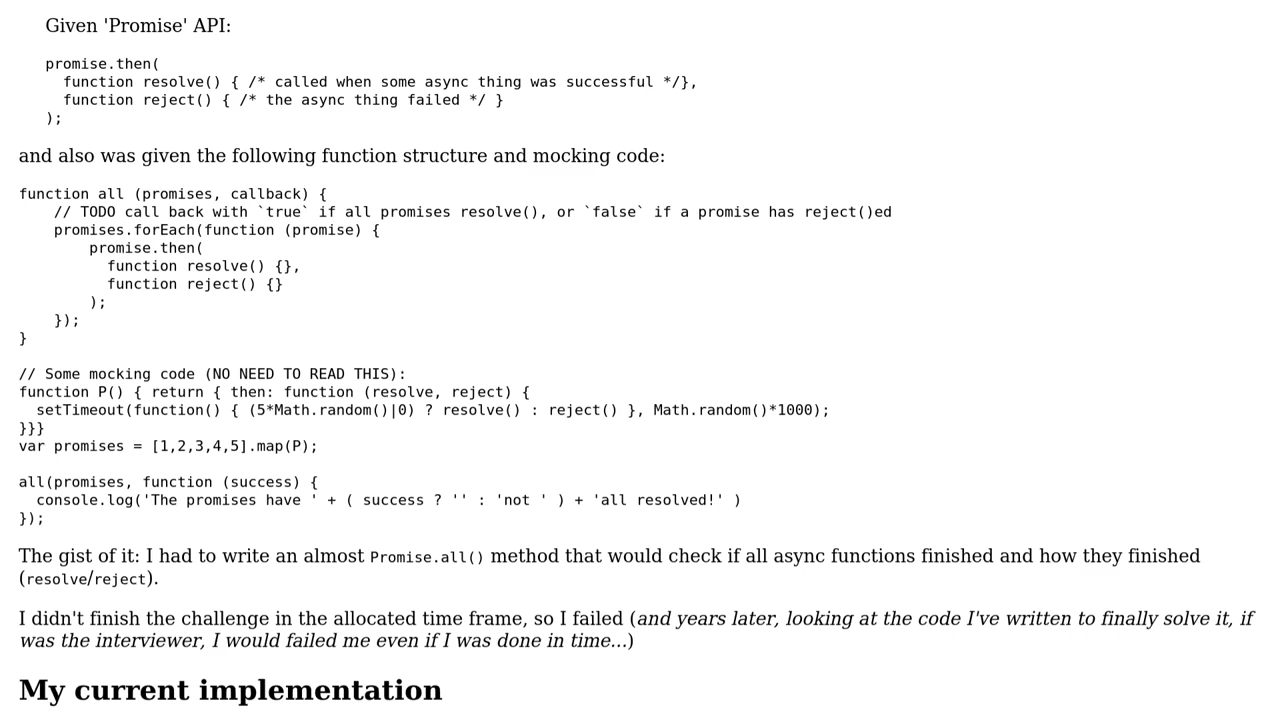 Given 'Promise' API:
promise.then(
  function resolve() { /* called when some async thing was successful */},
  function reject() { /* the async thing failed */ }
);
and also was given the following function structure and mocking code:
function all (promises, callback) {
    // TODO call back with `true` if all promises resolve(), or `false` if a promise has reject()ed
    promises.forEach(function (promise) {
        promise.then(
          function resolve() {},
          function reject() {}
        );
    });
}
// Some mocking code (NO NEED TO READ THIS):
function P() { return { then: function (resolve, reject) {
  setTimeout(function() { (5*Math.random()|0) ? resolve() : reject() }, Math.random()*1000);
}}}
var promises = [1,2,3,4,5].map(P);
all(promises, function (success) {
  console.log('The promises have ' + ( success ? '' : 'not ' ) + 'all resolved!' )
});
The gist of it: I had to write an almost Promise.all() method that would check if all async functions finished and how they finished
(resolve/reject).
I didn't finish the challenge in the allocated time frame, so I failed (and years later, looking at the code I've written to finally solve it, if
was the interviewer, I would failed me even if I was done in time...)
My current implementation